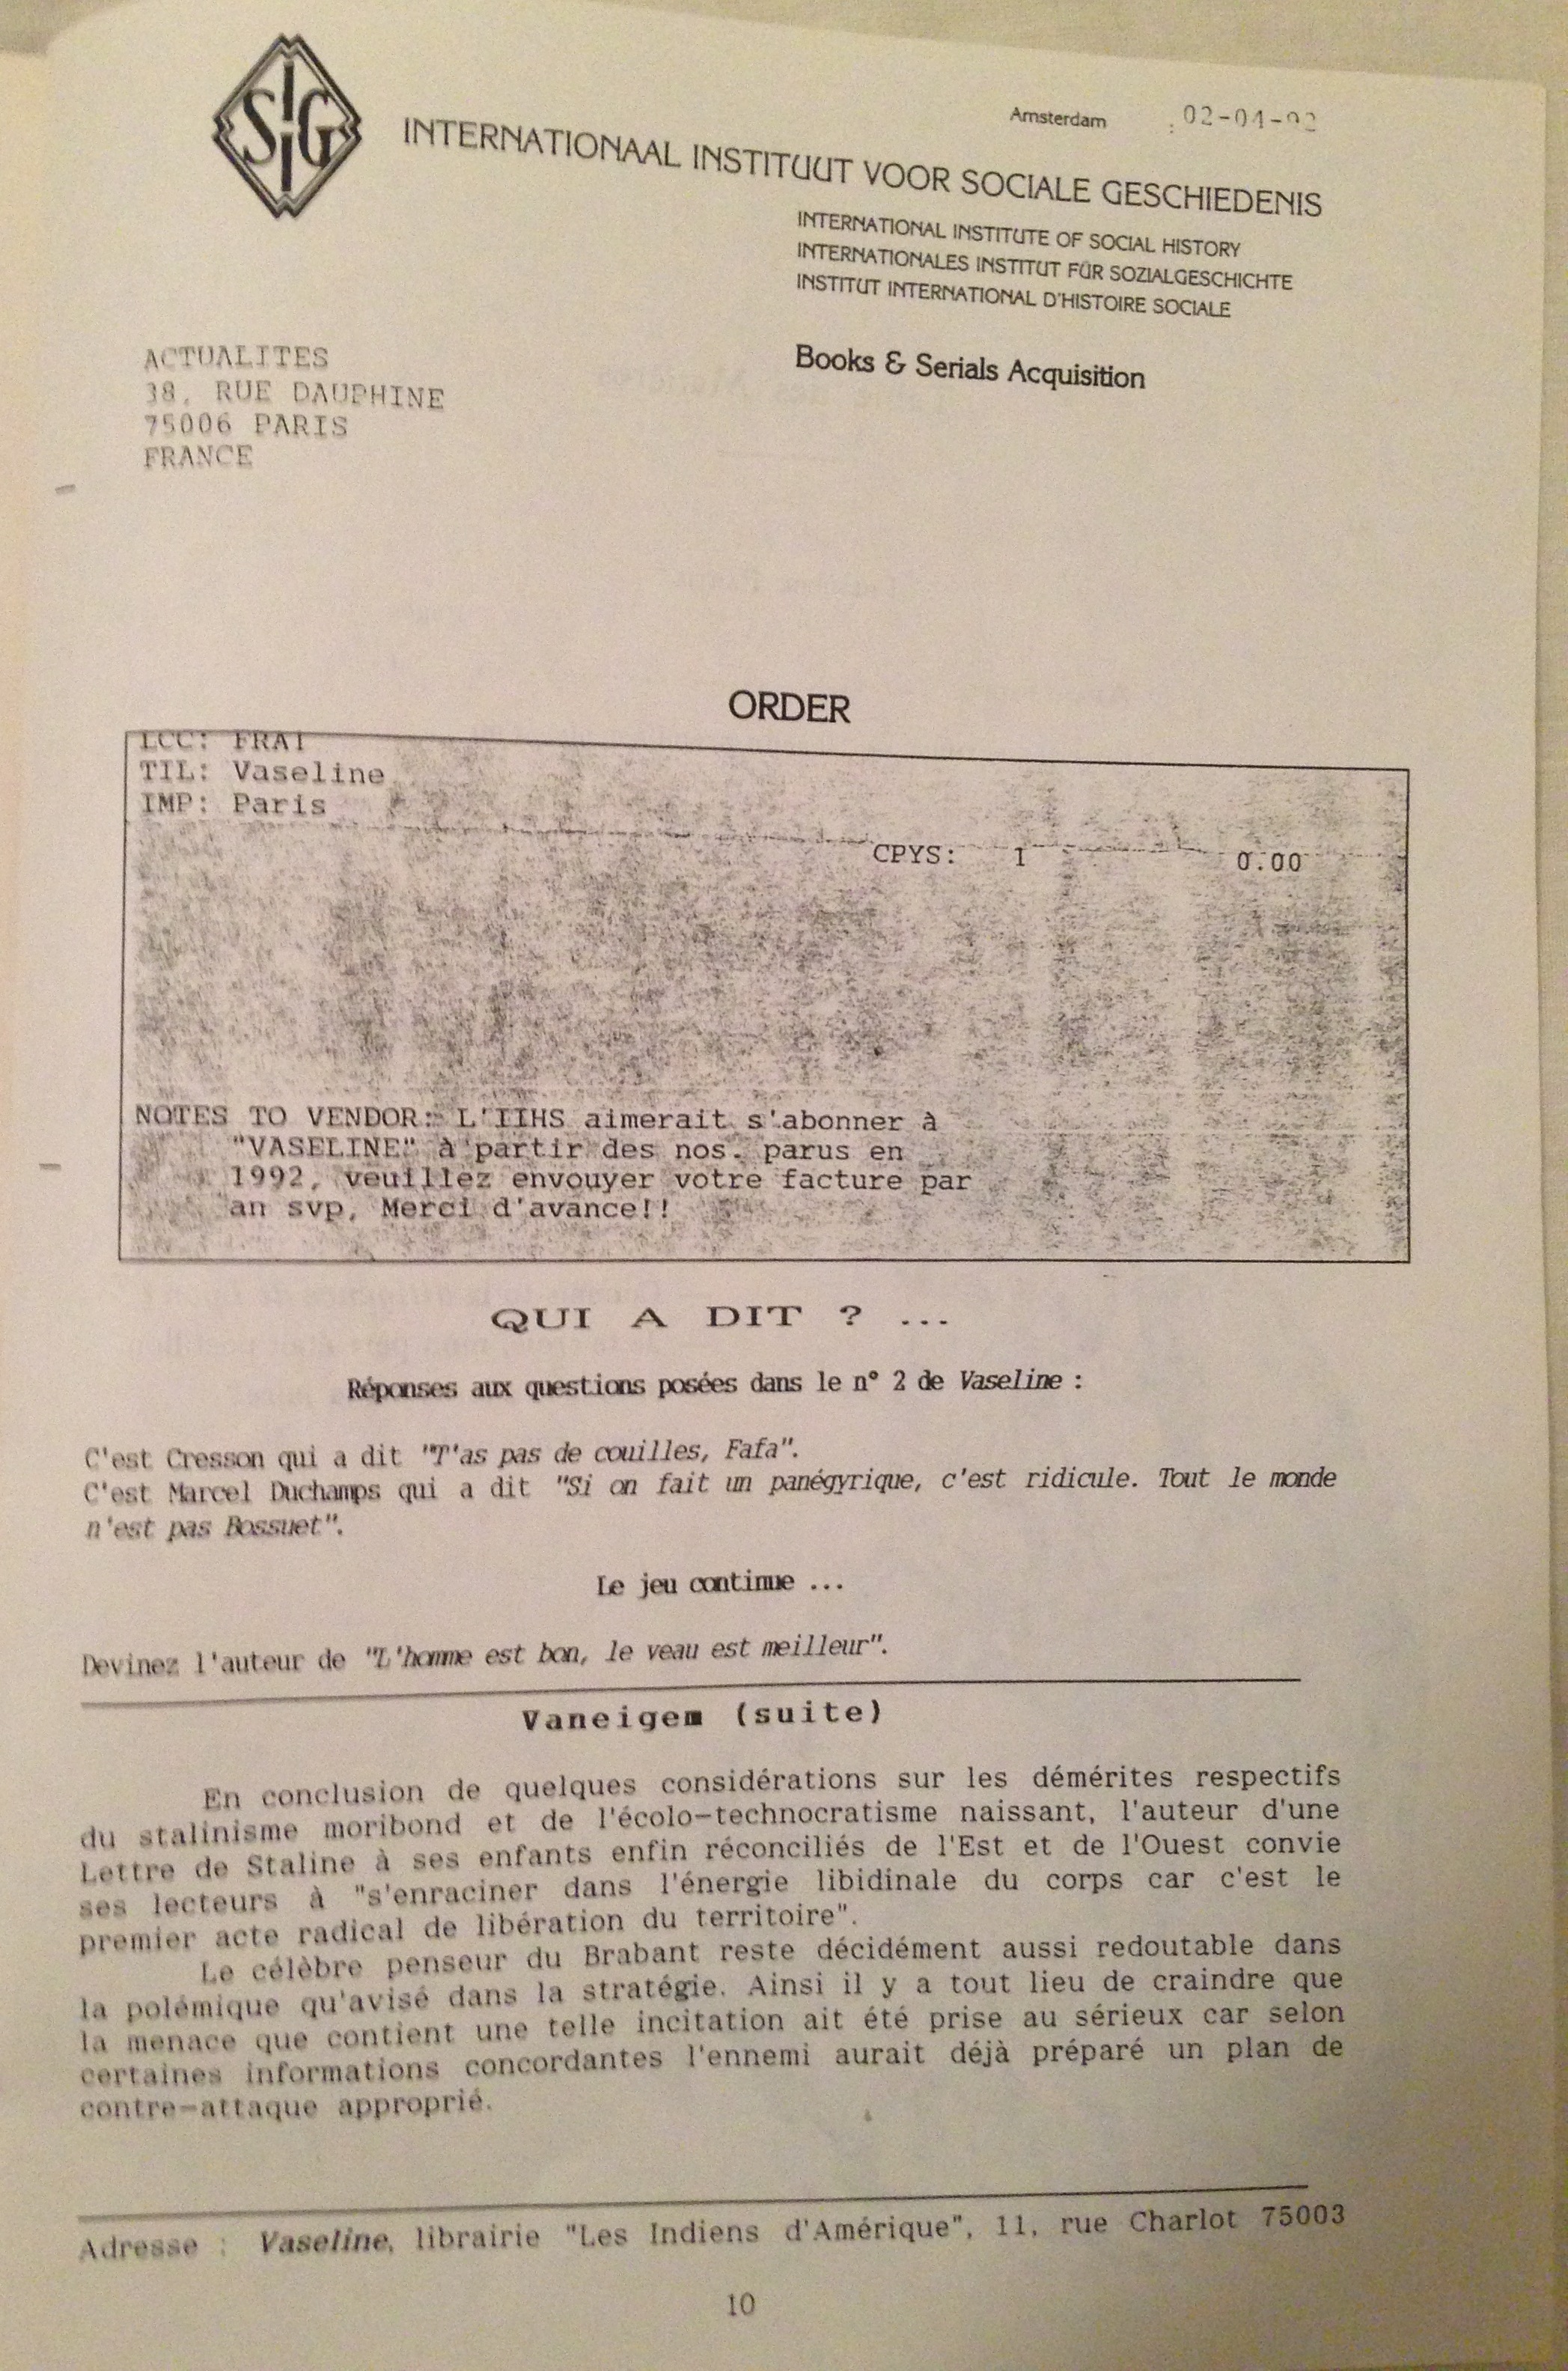 SIG
Amsterdam : 02-04-92
INTERNATIONAAL INSTITUUT VOOR SOCIALE GESCHIEDENIS
INTERNATIONAL INSTITUTE OF SOCIAL HISTORY
INTERNATIONALES INSTITUT FÜR SOZIALGESCHICHTE
INSTITUT INTERNATIONAL D'HISTOIRE SOCIALE
Books & Serials Acquisition
ACTUALITES
38, RUE DAUPHINE
75006 PARIS
FRANCE
ORDER
LCC: FRAI
TIL: Vaseline
IMP: Paris
CPYS: 1 0.00
NOTES TO VENDOR: L'IIHS aimerait s'abonner à
"VASELINE" à partir des nos. parus en
1992, veuillez envouyer votre facture par
an svp, Merci d'avance!!
QUI A DIT ? ...
Réponses aux questions posées dans le n° 2 de Vaseline :
C'est Cresson qui a dit "T'as pas de couilles, Fafa".
C'est Marcel Duchamps qui a dit "Si on fait un panégyrique, c'est ridicule. Tout le monde
n'est pas Bossuet".
Le jeu continue ...
Devinez l'auteur de "L'homme est bon, le veau est meilleur".
Vaneigem (suite)
En conclusion de quelques considérations sur les démérites respectifs
du stalinisme moribond et de l'écolo-technocratisme naissant, l'auteur d'une
Lettre de Staline à ses enfants enfin réconciliés de l'Est et de l'Ouest convie
ses lecteurs à "s'enraciner dans l'énergie libidinale du corps car c'est le
premier acte radical de libération du territoire".
Le célèbre penseur du Brabant reste décidément aussi redoutable dans
la polémique qu'avisé dans la stratégie. Ainsi il y a tout lieu de craindre que
la menace que contient une telle incitation ait été prise au sérieux car selon
certaines informations concordantes l'ennemi aurait déjà préparé un plan de
contre-attaque approprié.
Adresse : Vaseline, librairie "Les Indiens d'Amérique", 11, rue Charlot 75003
10